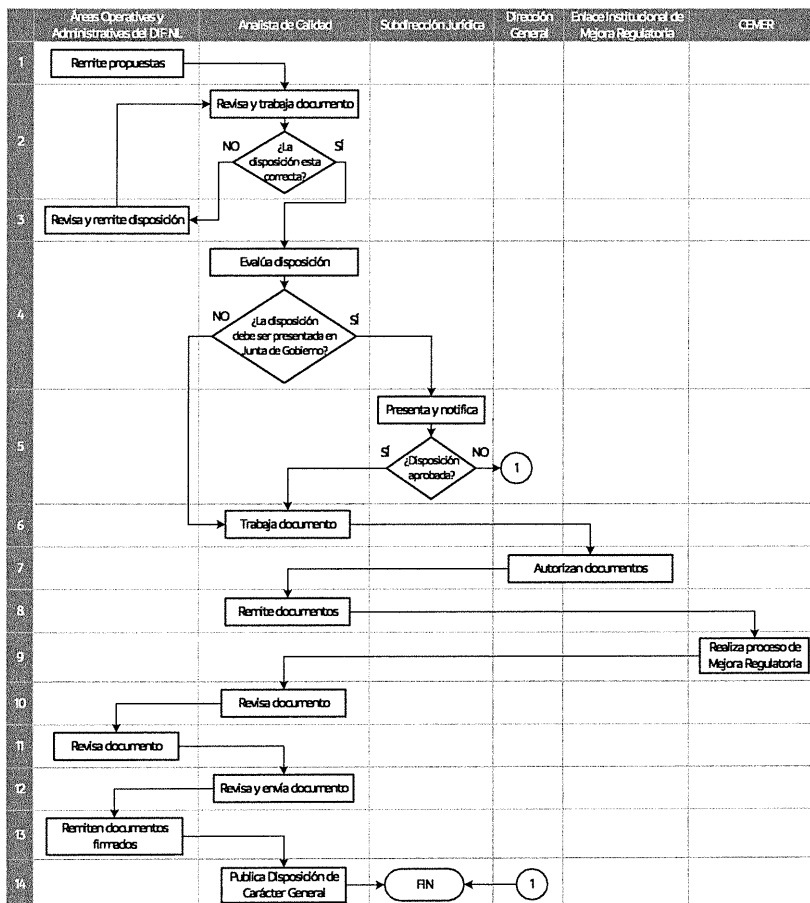 Áreas Operativas y
Administrativas del DIF NL
Analista de Calidad
Subdirección Jurídica
Dirección
General
Enlace Institucional de
Mejora Regulatoria
CEMER
1
Remite propuestas
2
Revisa y trabaja documento
NO
¿La
disposición esta
correcta?
SÍ
3
Revisa y remite disposición
4
Evalúa disposición
NO
¿La disposición
debe ser presentada en
Junta de Gobierno?
SÍ
5
Presenta y notifica
SÍ
¿Disposición
aprobada?
NO
1
6
Trabaja documento
7
Autorizan documentos
8
Remite documentos
9
Realiza proceso de
Mejora Regulatoria
10
Revisa documento
11
Revisa documento
12
Revisa y envía documento
13
Remiten documentos
firmados
14
Publica Disposición de
Carácter General
FIN
1